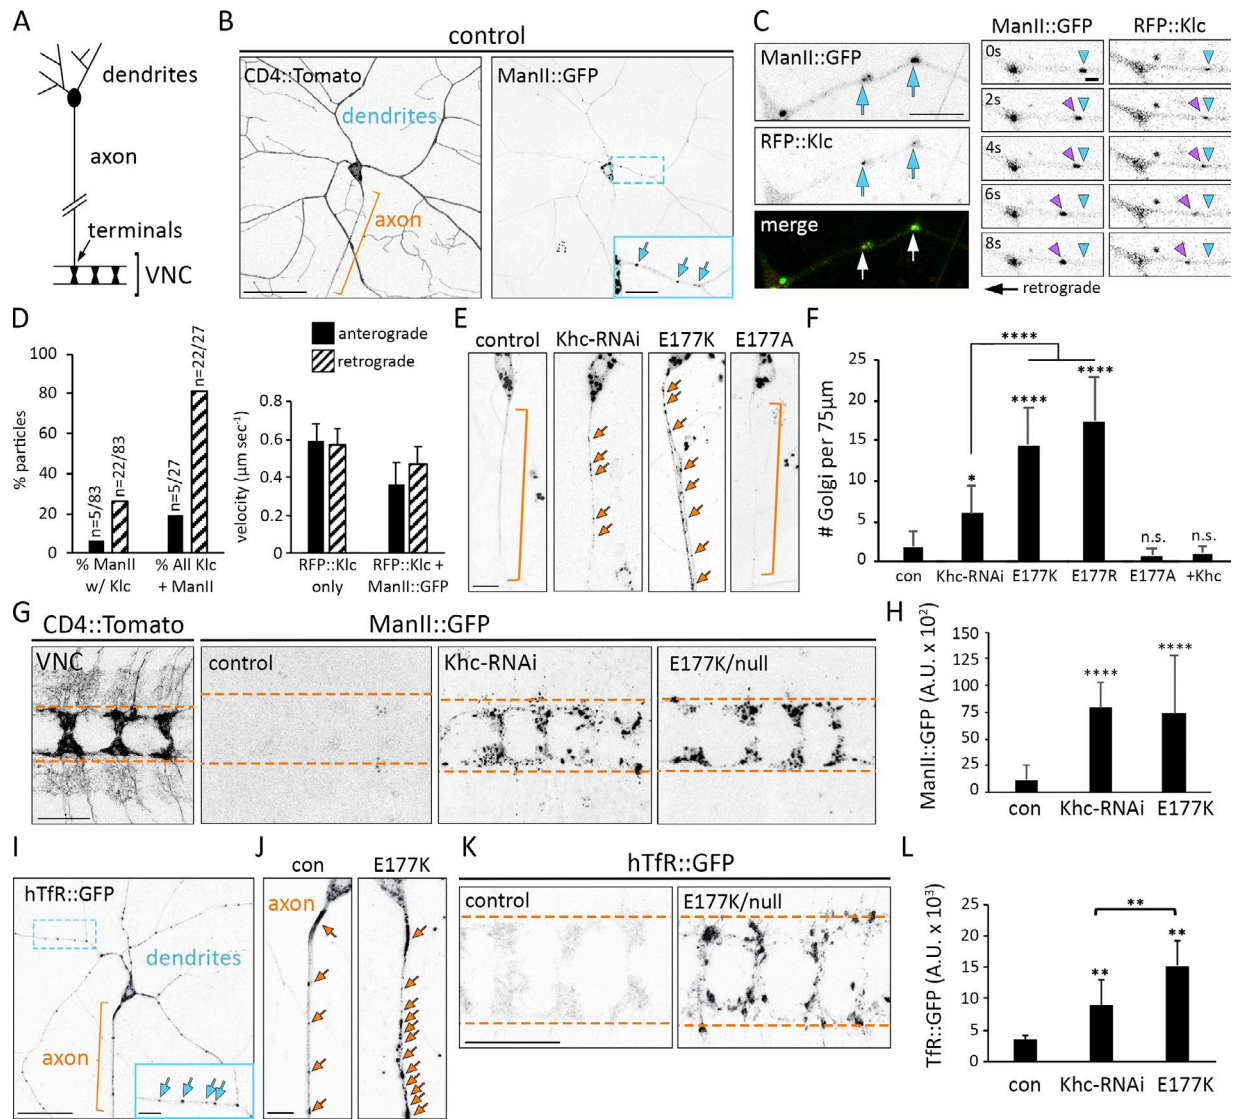 A
dendrites
axon
terminals
VNC
B
control
CD4::Tomato
dendrites
axon
ManII::GFP
C
ManII::GFP
RFP::Klc
merge
ManII::GFP RFP::Klc
0s
2s
4s
6s
8s
retrograde
D
anterograde
retrograde
% particles
100
80
60
40
20
0
n=5/83
n=22/83
n=5/27
n=22/27
% ManII
w/ Klc
% All Klc
+ ManII
velocity (µm sec⁻¹)
0.8
0.6
0.4
0.2
0
RFP::Klc
only
RFP::Klc +
ManII::GFP
E
control Khc-RNAi E177K E177A
F
# Golgi per 75µm
25
20
15
10
5
0
****
*
****
****
n.s.
n.s.
con Khc-RNAi E177K E177R E177A +Khc
G
CD4::Tomato ManII::GFP
VNC
control
Khc-RNAi
E177K/null
H
ManII::GFP (A.U. x 10²)
150
125
100
75
50
25
0
****
****
con Khc-RNAi E177K
I
hTfR::GFP
dendrites
axon
J
con E177K
axon
K
hTfR::GFP
control
E177K/null
L
TfR::GFP (A.U. x 10³)
25
20
15
10
5
0
**
**
**
con Khc-RNAi E177K